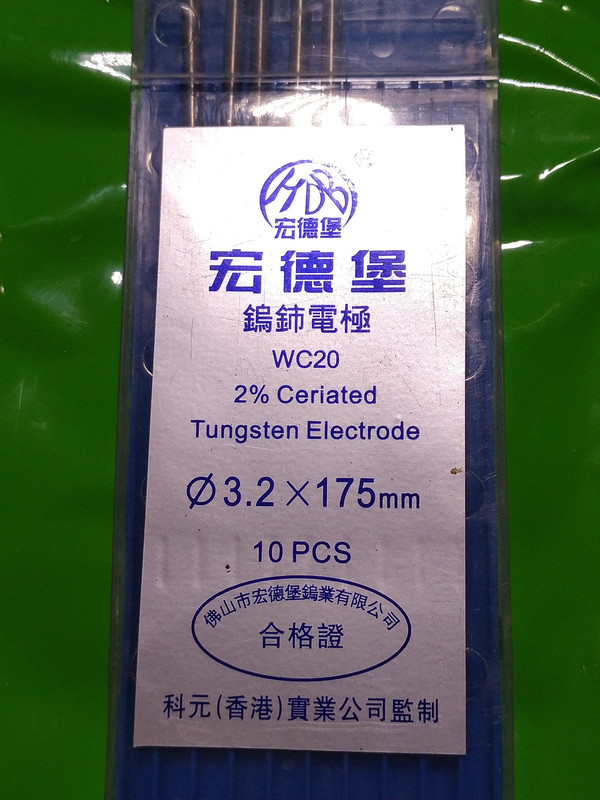 HDB
宏德堡
宏德堡
鎢鈰電極
WC20
2% Ceriated
Tungsten Electrode
Ø3.2×175mm
10 PCS
佛山市宏德堡鎢業有限公司
合格證
科元(香港)實業公司監制